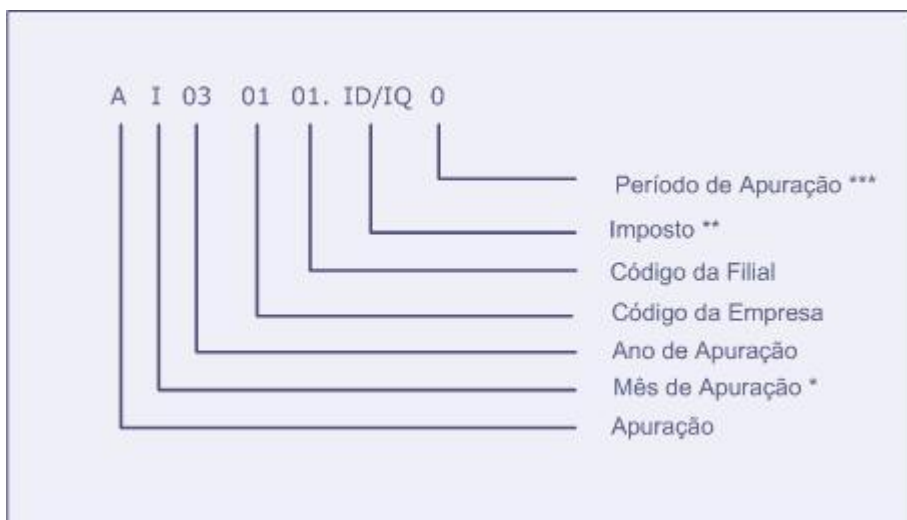 A I 03 01 01. ID/IQ 0
Período de Apuração ***
Imposto **
Código da Filial
Código da Empresa
Ano de Apuração
Mês de Apuração *
Apuração